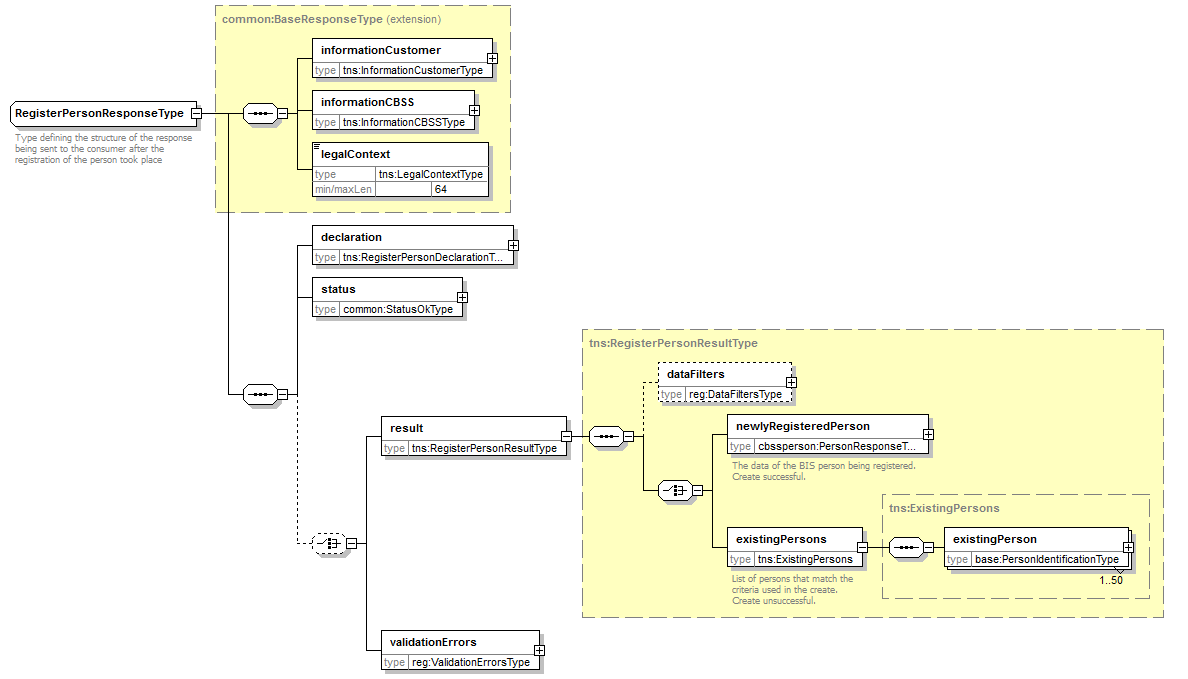 common:BaseResponseType (extension)
informationCustomer
type tns:InformationCustomerType
informationCBSS
type tns:InformationCBSSType
legalContext
type tns:LegalContextType
min/maxLen 64
RegisterPersonResponseType
Type defining the structure of the response
being sent to the consumer after the
registration of the person took place
declaration
type tns:RegisterPersonDeclarationT...
status
type common:StatusOkType
result
type tns:RegisterPersonResultType
tns:RegisterPersonResultType
dataFilters
type reg:DataFiltersType
newlyRegisteredPerson
type cbssperson:PersonResponseT...
The data of the BIS person being registered.
Create successful.
existingPersons
type tns:ExistingPersons
List of persons that match the
criteria used in the create.
Create unsuccessful.
tns:ExistingPersons
existingPerson
type base:PersonIdentificationType
1..50
validationErrors
type reg:ValidationErrorsType